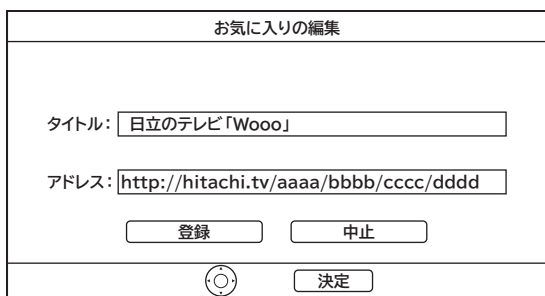 お気に入りの編集
タイトル： 日立のテレビ「Wooo」
アドレス： http://hitachi.tv/aaaa/bbbb/cccc/dddd
登録 中止
決定